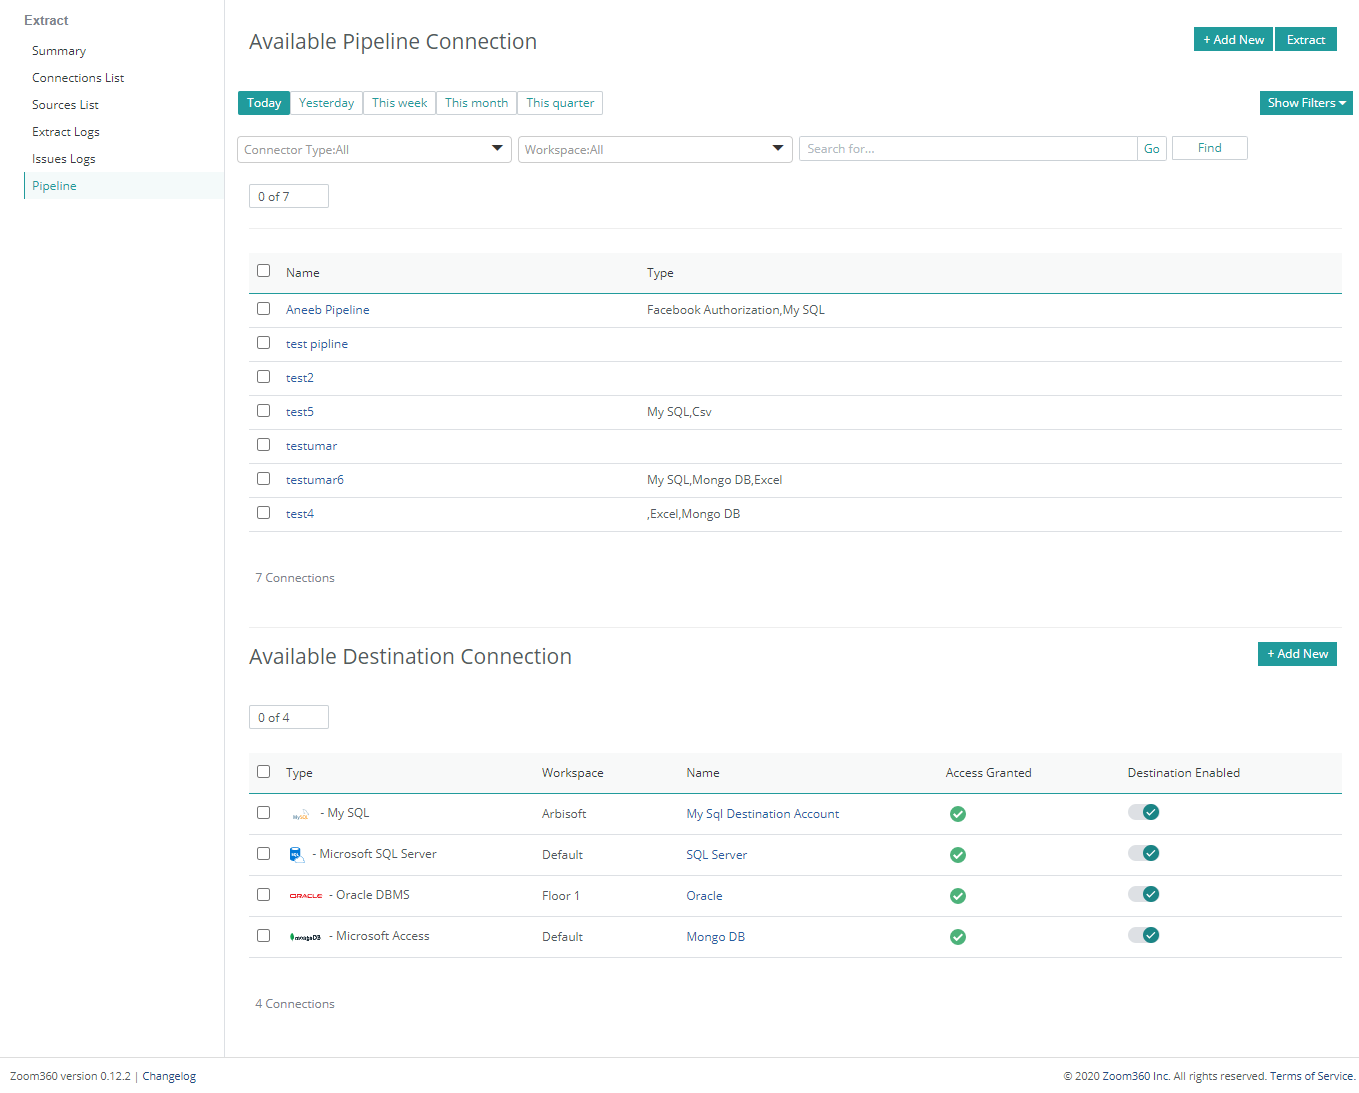 Extract
Summary
Connections List
Sources List
Extract Logs
Issues Logs
Pipeline
Available Pipeline Connection
+ Add New Extract
Today Yesterday This week This month This quarter Show Filters
Connector Type:All Workspace:All Search for... Go Find
0 of 7
Name Type
Aneeb Pipeline Facebook Authorization,My SQL
test pipline
test2
test5 My SQL,Csv
testumar
testumar6 My SQL,Mongo DB,Excel
test4 ,Excel,Mongo DB
7 Connections
Available Destination Connection + Add New
0 of 4
Type Workspace Name Access Granted Destination Enabled
MySQL - My SQL Arbisoft My Sql Destination Account
SQL - Microsoft SQL Server Default SQL Server
ORACLE - Oracle DBMS Floor 1 Oracle
mongoDB - Microsoft Access Default Mongo DB
4 Connections
Zoom360 version 0.12.2 | Changelog © 2020 Zoom360 Inc. All rights reserved. Terms of Service.